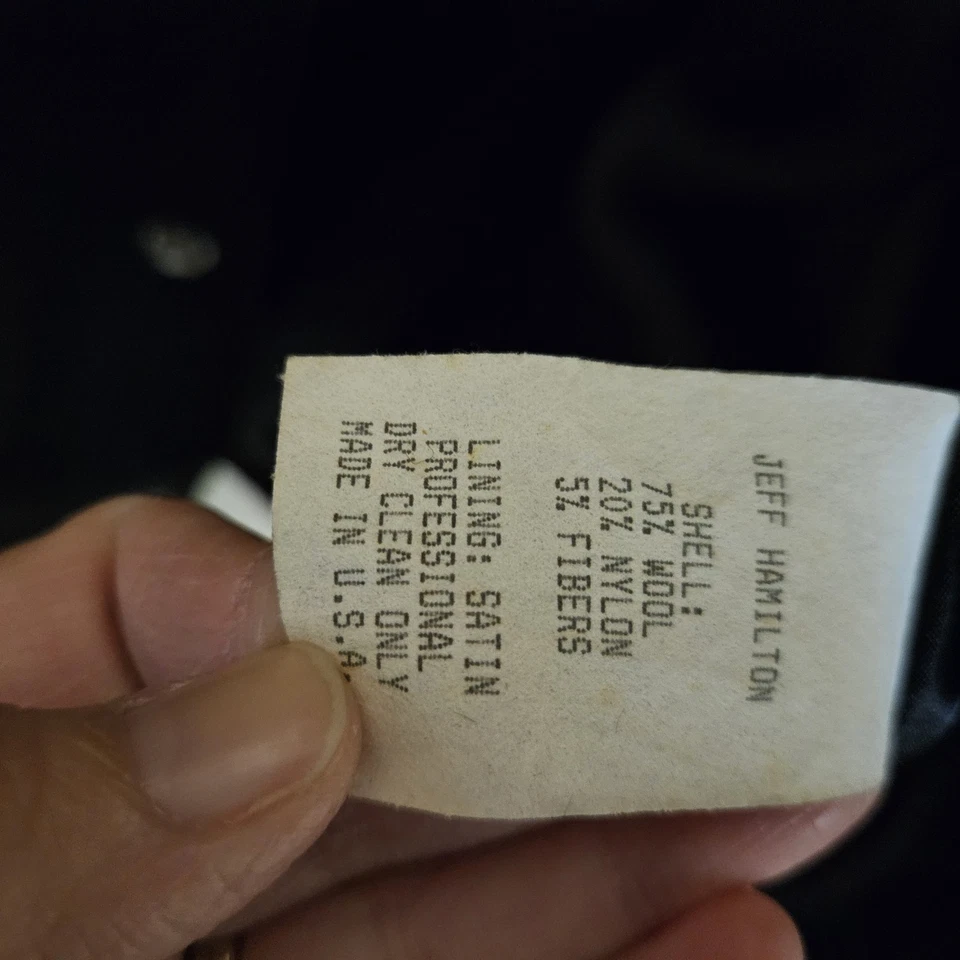 JEFF HAMILTON
SHELL:
75% WOOL
20% NYLON
5% FIBERS
LINING: SATIN
PROFESSIONAL
DRY CLEAN ONLY
MADE IN U.S.A.